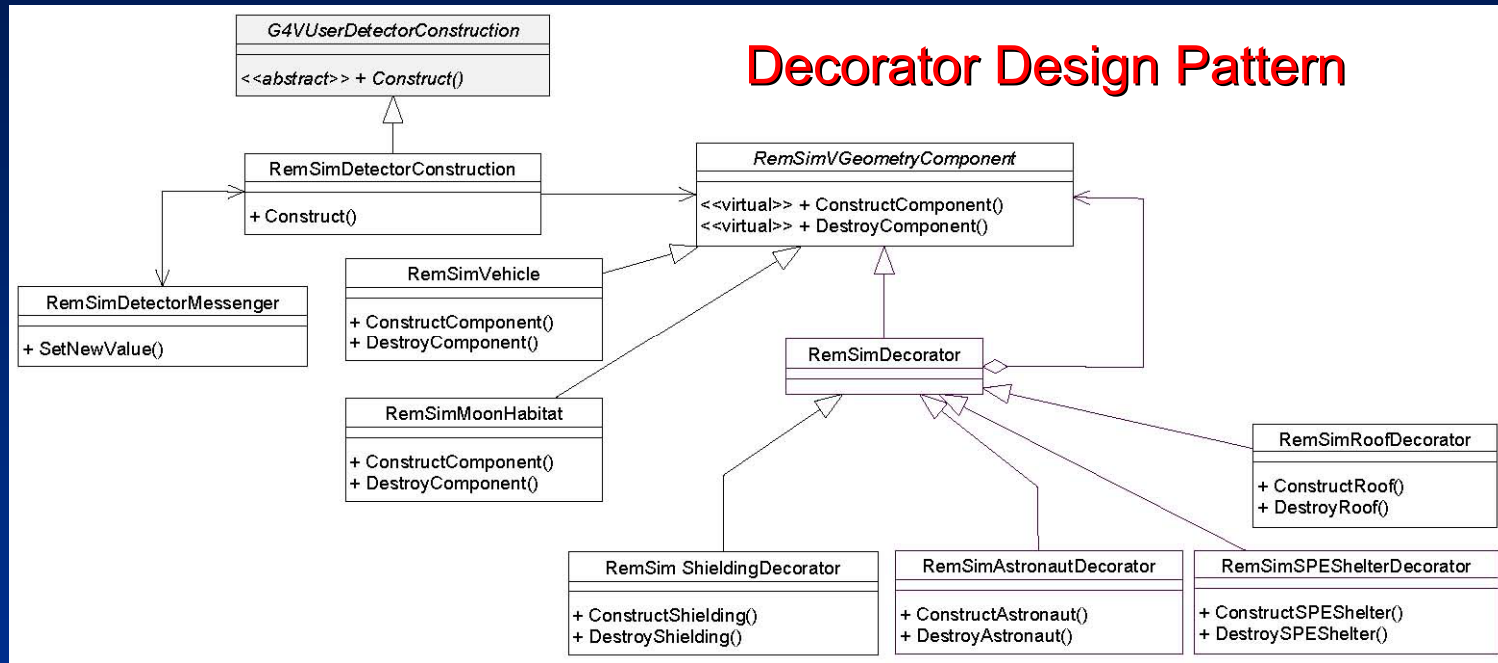 Decorator Design Pattern
G4VUserDetectorConstruction
<<abstract>> + Construct()
RemSimDetectorConstruction
+ Construct()
RemSimVGeometryComponent
<<virtual>> + ConstructComponent()
<<virtual>> + DestroyComponent()
RemSimDetectorMessenger
+ SetNewValue()
RemSimVehicle
+ ConstructComponent()
+ DestroyComponent()
RemSimDecorator
RemSimMoonHabitat
+ ConstructComponent()
+ DestroyComponent()
RemSimRoofDecorator
+ ConstructRoof()
+ DestroyRoof()
RemSim ShieldingDecorator
+ ConstructShielding()
+ DestroyShielding()
RemSimAstronautDecorator
+ ConstructAstronaut()
+ DestroyAstronaut()
RemSimSPEShelterDecorator
+ ConstructSPEShelter()
+ DestroySPEShelter()